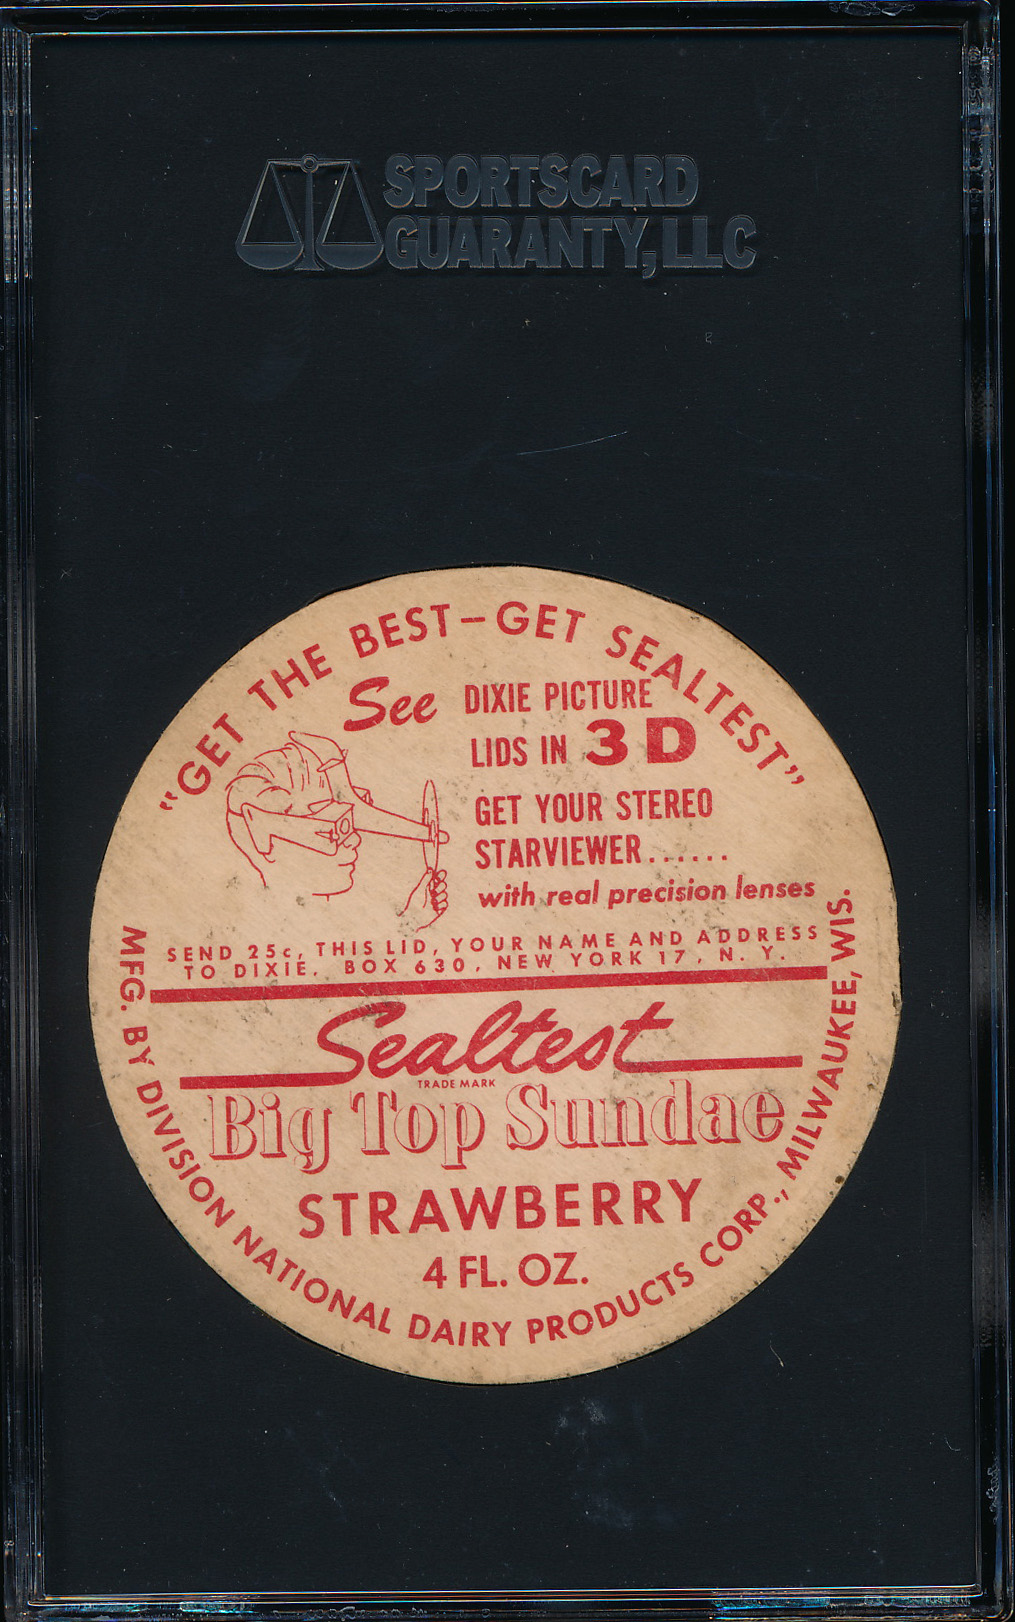 SPORTSCARD
GUARANTY, LLC
"GET THE BEST–GET SEALTEST"
See DIXIE PICTURE
LIDS IN 3D
GET YOUR STEREO
STARVIEWER......
with real precision lenses
SEND 25c, THIS LID, YOUR NAME AND ADDRESS
TO DIXIE, BOX 630, NEW YORK 17, N. Y.
Sealtest
TRADE MARK
Big Top Sundae
STRAWBERRY
4 FL. OZ.
MFG. BY DIVISION NATIONAL DAIRY PRODUCTS CORP., MILWAUKEE, WIS.